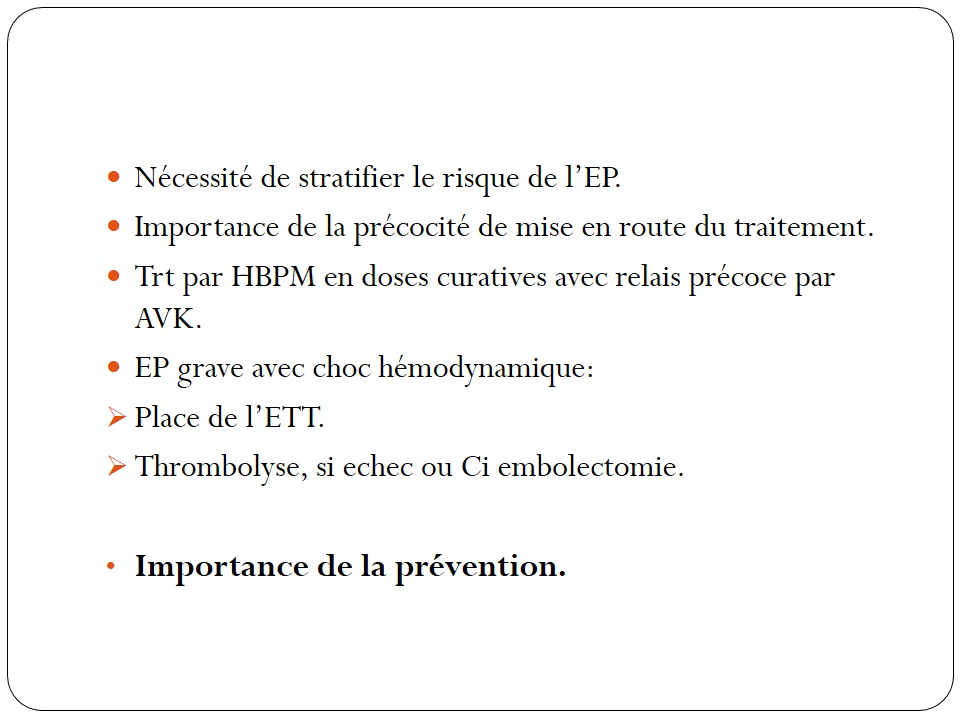 • Nécessité de stratifier le risque de l’EP.
• Importance de la précocité de mise en route du traitement.
• Trt par HBPM en doses curatives avec relais précoce par
AVK.
• EP grave avec choc hémodynamique:
➢ Place de l’ETT.
➢ Thrombolyse, si echec ou Ci embolectomie.
• Importance de la prévention.